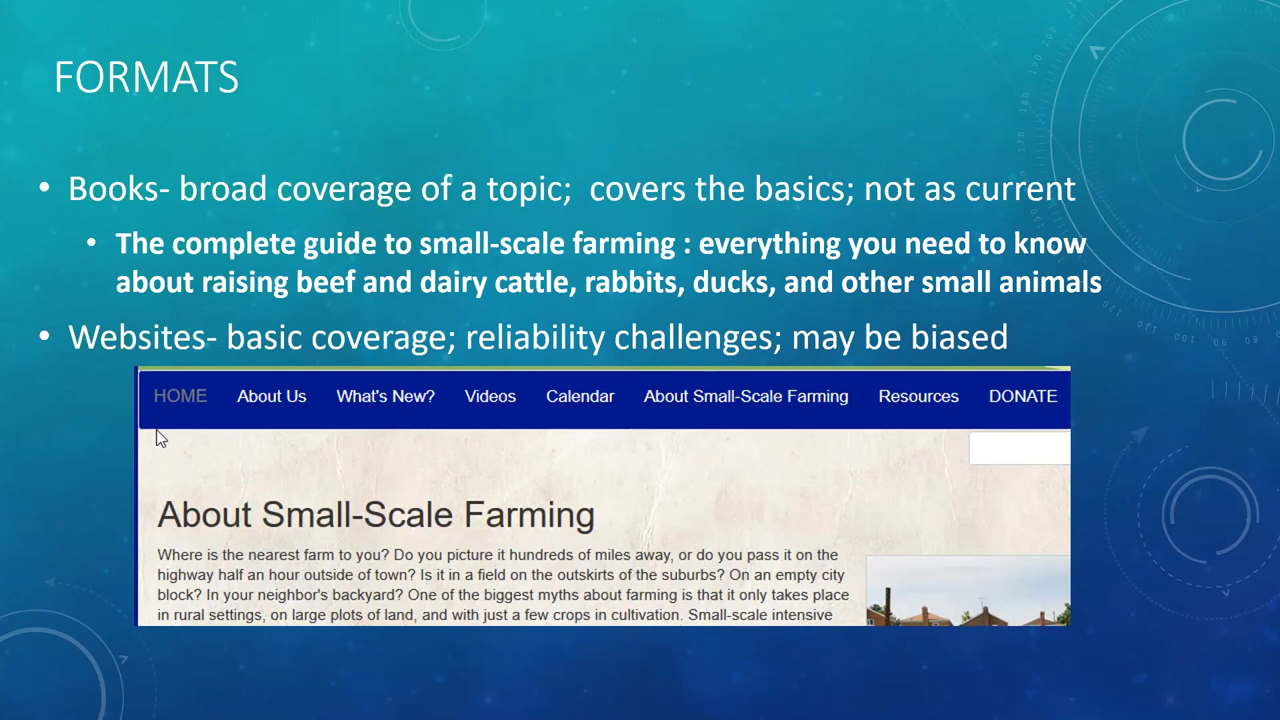 FORMATS
• Books- broad coverage of a topic;  covers the basics; not as current
• The complete guide to small-scale farming : everything you need to know
about raising beef and dairy cattle, rabbits, ducks, and other small animals
• Websites- basic coverage; reliability challenges; may be biased
HOME About Us What's New? Videos Calendar About Small-Scale Farming Resources DONATE
About Small-Scale Farming
Where is the nearest farm to you? Do you picture it hundreds of miles away, or do you pass it on the
highway half an hour outside of town? Is it in a field on the outskirts of the suburbs? On an empty city
block? In your neighbor's backyard? One of the biggest myths about farming is that it only takes place
in rural settings, on large plots of land, and with just a few crops in cultivation. Small-scale intensive